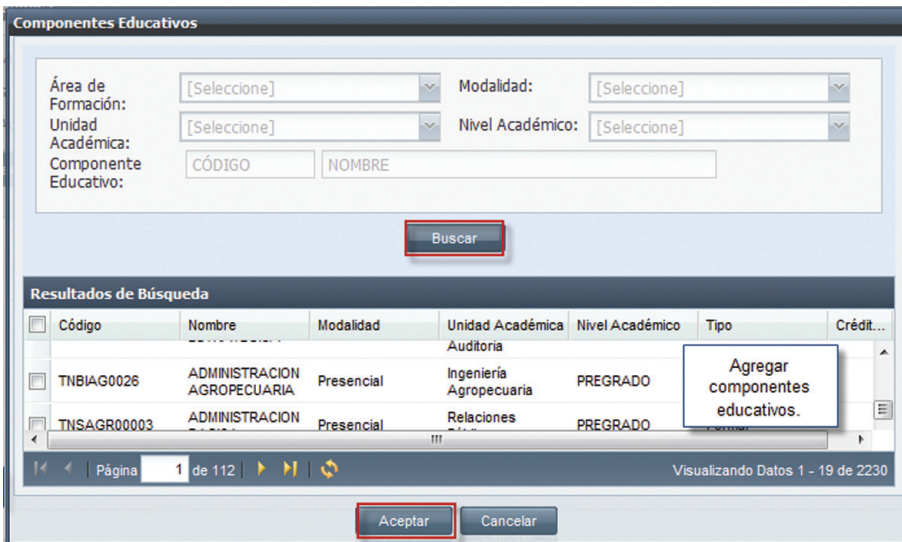 Componentes Educativos
Área de Formación: [Seleccione] Modalidad: [Seleccione]
Unidad Académica: [Seleccione] Nivel Académico: [Seleccione]
Componente Educativo: CÓDIGO NOMBRE
Buscar
Resultados de Búsqueda
Código Nombre Modalidad Unidad Académica Nivel Académico Tipo Crédit...
Auditoria
TNBIAG0026 ADMINISTRACION AGROPECUARIA Presencial Ingeniería Agropecuaria PREGRADO
TNSAGR00003 ADMINISTRACION Presencial Relaciones PREGRADO
Agregar
componentes
educativos.
Página 1 de 112 Visualizando Datos 1 - 19 de 2230
Aceptar Cancelar